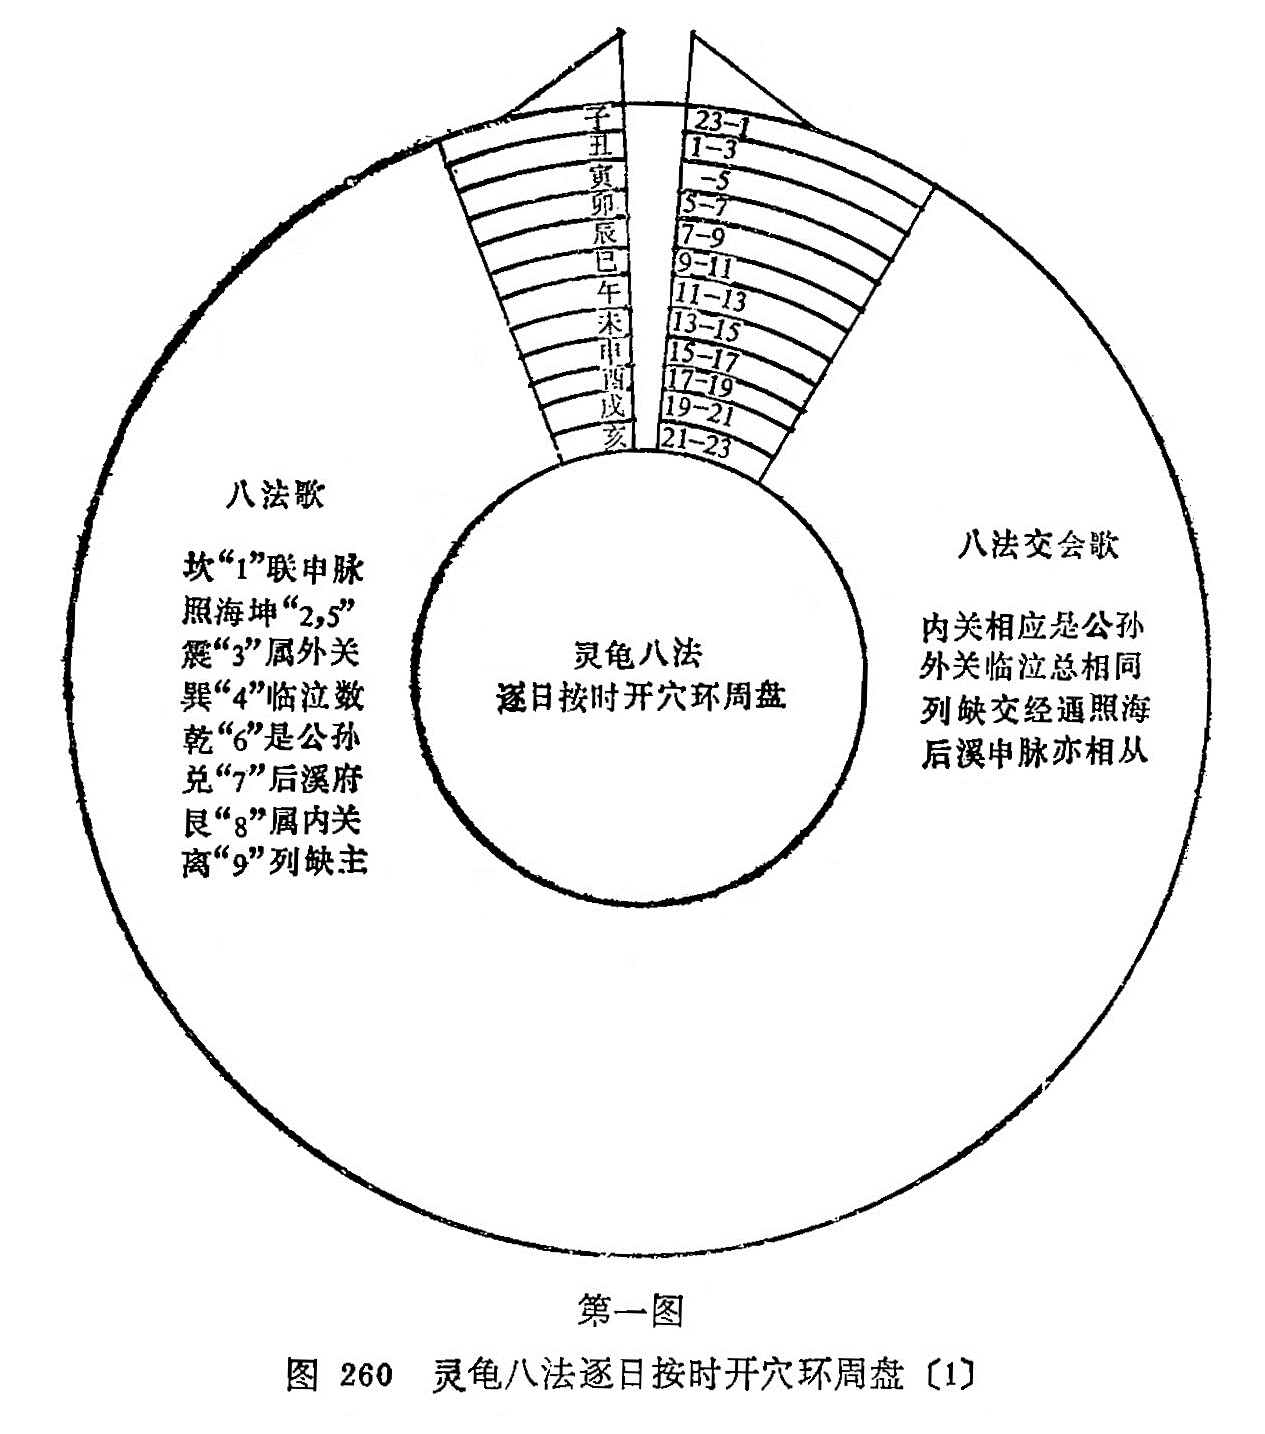 子 23-1
丑 1-3
寅 -5
卯 5-7
辰 7-9
巳 9-11
午 11-13
未 13-15
申 15-17
酉 17-19
戌 19-21
亥 21-23
八法歌
坎“1”联申脉
照海坤“2,5”
震“3”属外关
巽“4”临泣数
乾“6”是公孙
兑“7”后溪府
艮“8”属内关
离“9”列缺主
灵龟八法
逐日按时开穴环周盘
八法交会歌
内关相应是公孙
外关临泣总相同
列缺交经通照海
后溪申脉亦相从
第一图
图 260 灵龟八法逐日按时开穴环周盘〔1〕